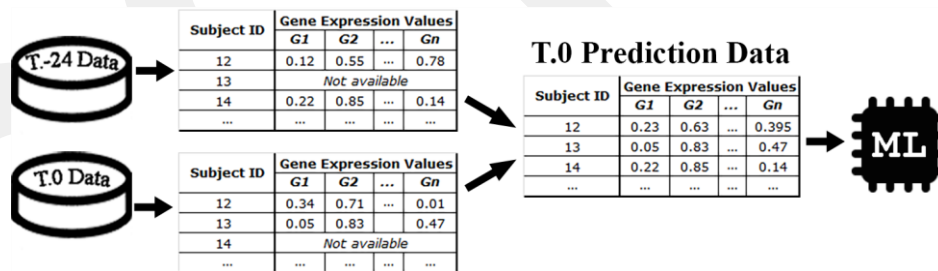 T.-24 Data
Subject ID Gene Expression Values
G1 G2 ... Gn
12 0.12 0.55 ... 0.78
13 Not available
14 0.22 0.85 ... 0.14
... ... ... ... ...
T.0 Data
Subject ID Gene Expression Values
G1 G2 ... Gn
12 0.34 0.71 ... 0.01
13 0.05 0.83 0.47
14 Not available
... ... ... ... ...
T.0 Prediction Data
Subject ID Gene Expression Values
G1 G2 ... Gn
12 0.23 0.63 ... 0.395
13 0.05 0.83 ... 0.47
14 0.22 0.85 ... 0.14
... ... ... ... ...
ML